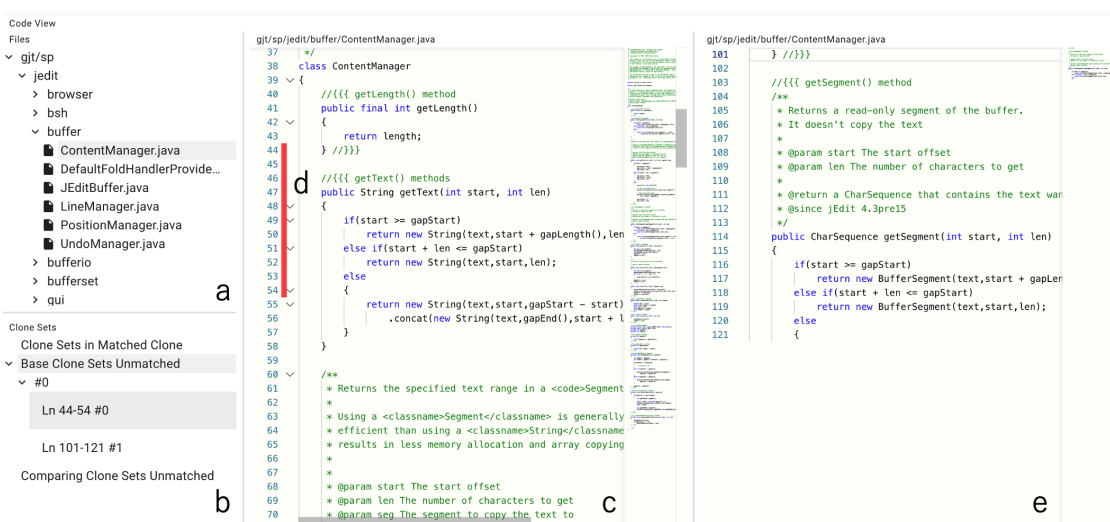 Code View
Files
gjt/sp
jedit
browser
bsh
buffer
ContentManager.java
DefaultFoldHandlerProvide...
JEditBuffer.java
LineManager.java
PositionManager.java
UndoManager.java
bufferio
bufferset
gui
a
Clone Sets
Clone Sets in Matched Clone
Base Clone Sets Unmatched
#0
Ln 44-54 #0
Ln 101-121 #1
Comparing Clone Sets Unmatched
b
gjt/sp/jedit/buffer/ContentManager.java
37 */
38 class ContentManager
39 {
40 //{{{ getLength() method
41 public final int getLength()
42 {
43 return length;
44 } //}}}
45
46 //{{{ getText() methods
47 public String getText(int start, int len)
48 {
49 if(start >= gapStart)
50 return new String(text,start + gapLength(),len
51 else if(start + len <= gapStart)
52 return new String(text,start,len);
53 else
54 {
55 return new String(text,start,gapStart - start)
56 .concat(new String(text,gapEnd(),start + l
57 }
58 }
59
60 /**
61 * Returns the specified text range in a <code>Segment
62 *
63 * Using a <classname>Segment</classname> is generally
64 * efficient than using a <classname>String</classname
65 * results in less memory allocation and array copying
66 *
67 *
68 * @param start The start offset
69 * @param len The number of characters to get
70 * @param seg The segment to copy the text to
d
c
gjt/sp/jedit/buffer/ContentManager.java
101 } //}}}
102
103 //{{{ getSegment() method
104 /**
105 * Returns a read-only segment of the buffer.
106 * It doesn't copy the text
107 *
108 * @param start The start offset
109 * @param len The number of characters to get
110 *
111 * @return a CharSequence that contains the text wan
112 * @since jEdit 4.3pre15
113 */
114 public CharSequence getSegment(int start, int len)
115 {
116 if(start >= gapStart)
117 return new BufferSegment(text,start + gapLen
118 else if(start + len <= gapStart)
119 return new BufferSegment(text,start,len);
120 else
121 {
e